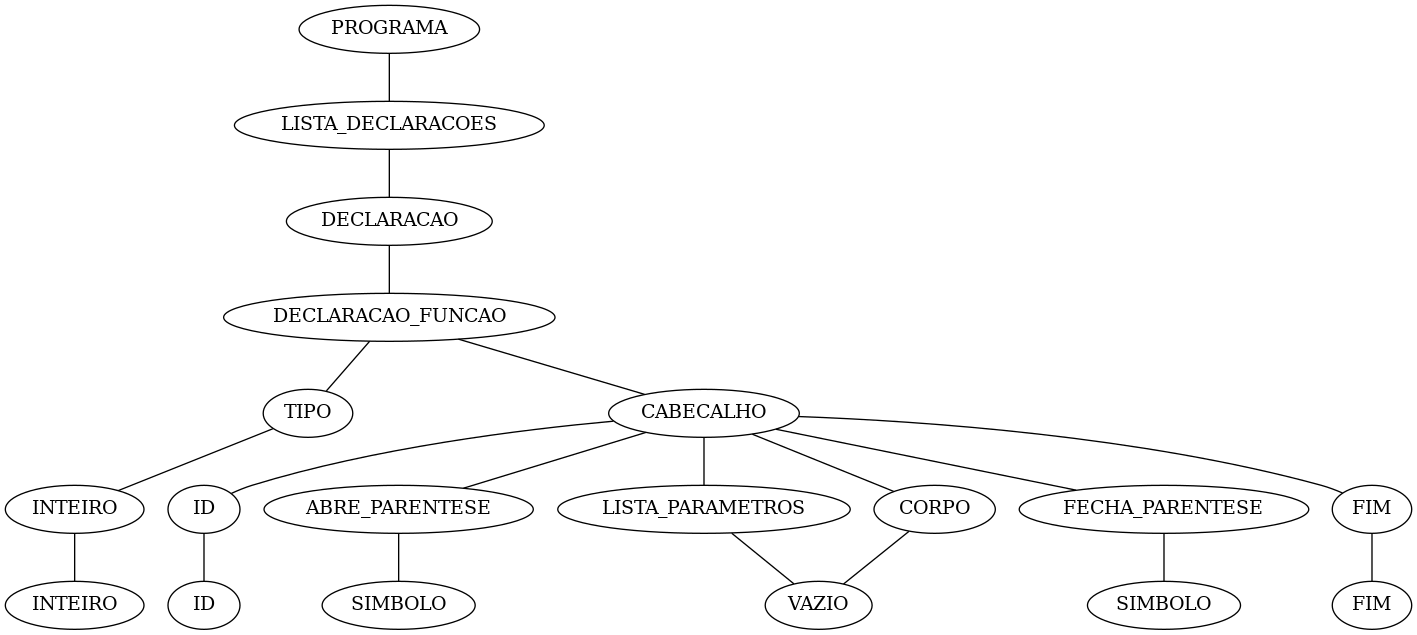 PROGRAMA
LISTA_DECLARACOES
DECLARACAO
DECLARACAO_FUNCAO
TIPO
CABECALHO
INTEIRO
ID
ABRE_PARENTESE
LISTA_PARAMETROS
CORPO
FECHA_PARENTESE
FIM
INTEIRO
ID
SIMBOLO
VAZIO
SIMBOLO
FIM